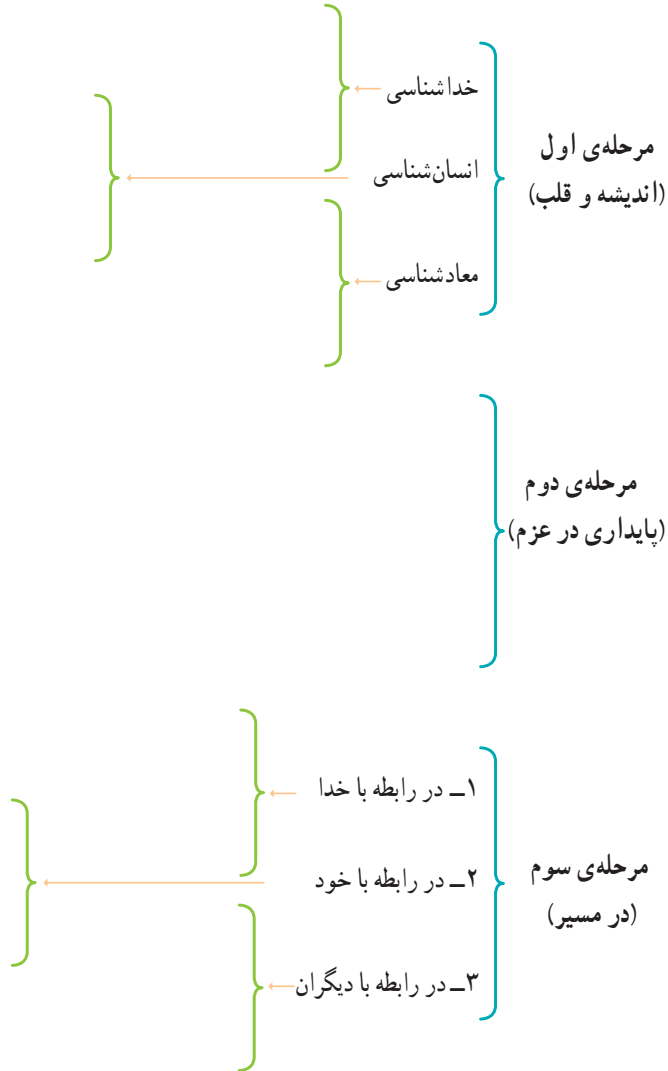 مرحله‌ی اول
(اندیشه و قلب)
خداشناسی
انسان‌شناسی
معادشناسی
مرحله‌ی دوم
(پایداری در عزم)
مرحله‌ی سوم
(در مسیر)
۱ــ در رابطه با خدا
۲ــ در رابطه با خود
۳ــ در رابطه با دیگران